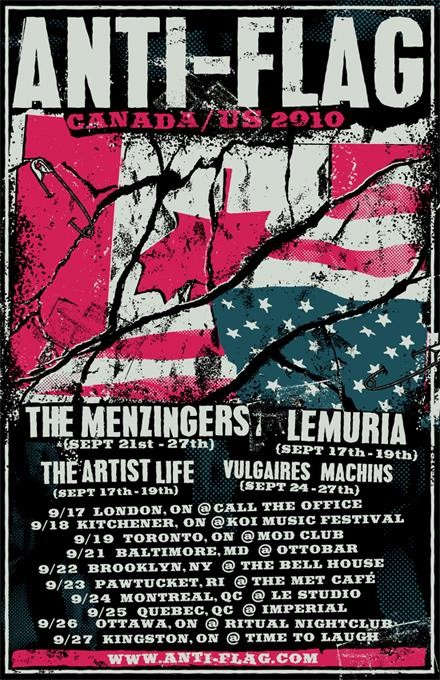 ANTI-FLAG
CANADA/US 2010
THE MENZINGERS
(SEPT 21st - 27th)
LEMURIA
(SEPT 17th - 19th)
THE ARTIST LIFE
(SEPT 17th - 19th)
VULGAIRES MACHINS
(SEPT 24 - 27th)
9/17 LONDON, ON @ CALL THE OFFICE
9/18 KITCHENER, ON @ KOI MUSIC FESTIVAL
9/19 TORONTO, ON @ MOD CLUB
9/21 BALTIMORE, MD @ OTTOBAR
9/22 BROOKLYN, NY @ THE BELL HOUSE
9/23 PAWTUCKET, RI @ THE MET CAFÉ
9/24 MONTREAL, QC @ LE STUDIO
9/25 QUEBEC, QC @ IMPERIAL
9/26 OTTAWA, ON @ RITUAL NIGHTCLUB
9/27 KINGSTON, ON @ TIME TO LAUGH
WWW.ANTI-FLAG.COM